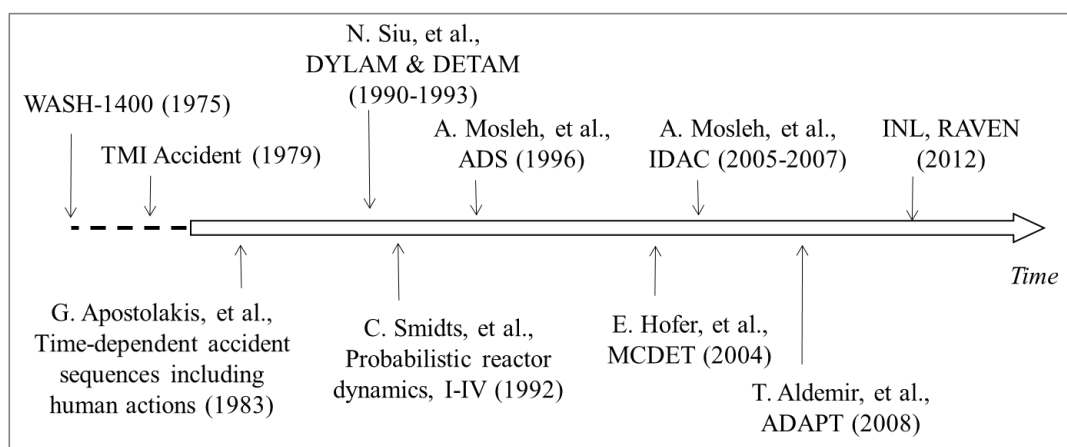 N. Siu, et al.,
DYLAM & DETAM
(1990-1993)
WASH-1400 (1975)
TMI Accident (1979)
A. Mosleh, et al.,
ADS (1996)
A. Mosleh, et al.,
IDAC (2005-2007)
INL, RAVEN
(2012)
Time
G. Apostolakis, et al.,
Time-dependent accident
sequences including
human actions (1983)
C. Smidts, et al.,
Probabilistic reactor
dynamics, I-IV (1992)
E. Hofer, et al.,
MCDET (2004)
T. Aldemir, et al.,
ADAPT (2008)